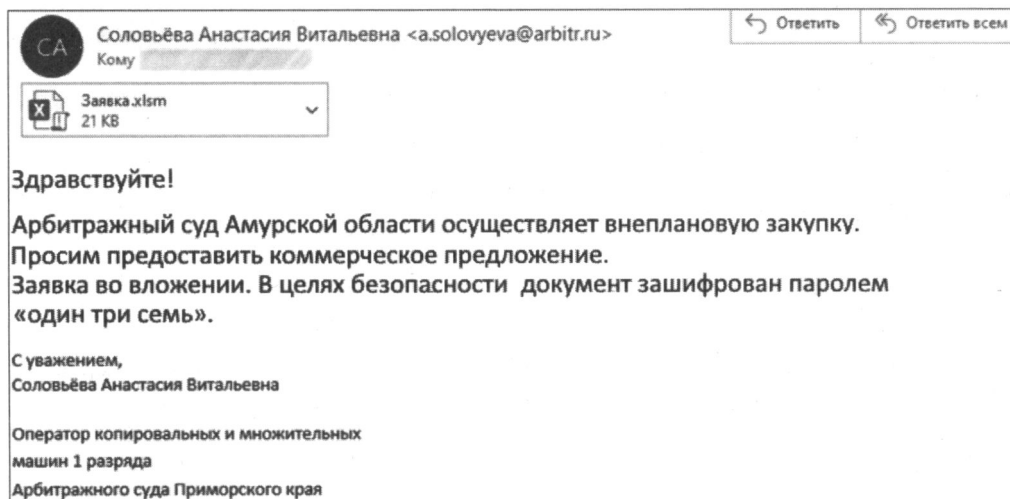 СА
Соловьёва Анастасия Витальевна <a.solovyeva@arbitr.ru>
Кому
Ответить
Ответить всем
Заявка.xlsm
21 KB
Здравствуйте!
Арбитражный суд Амурской области осуществляет внеплановую закупку.
Просим предоставить коммерческое предложение.
Заявка во вложении. В целях безопасности документ зашифрован паролем
«один три семь».
С уважением,
Соловьёва Анастасия Витальевна
Оператор копировальных и множительных
машин 1 разряда
Арбитражного суда Приморского края